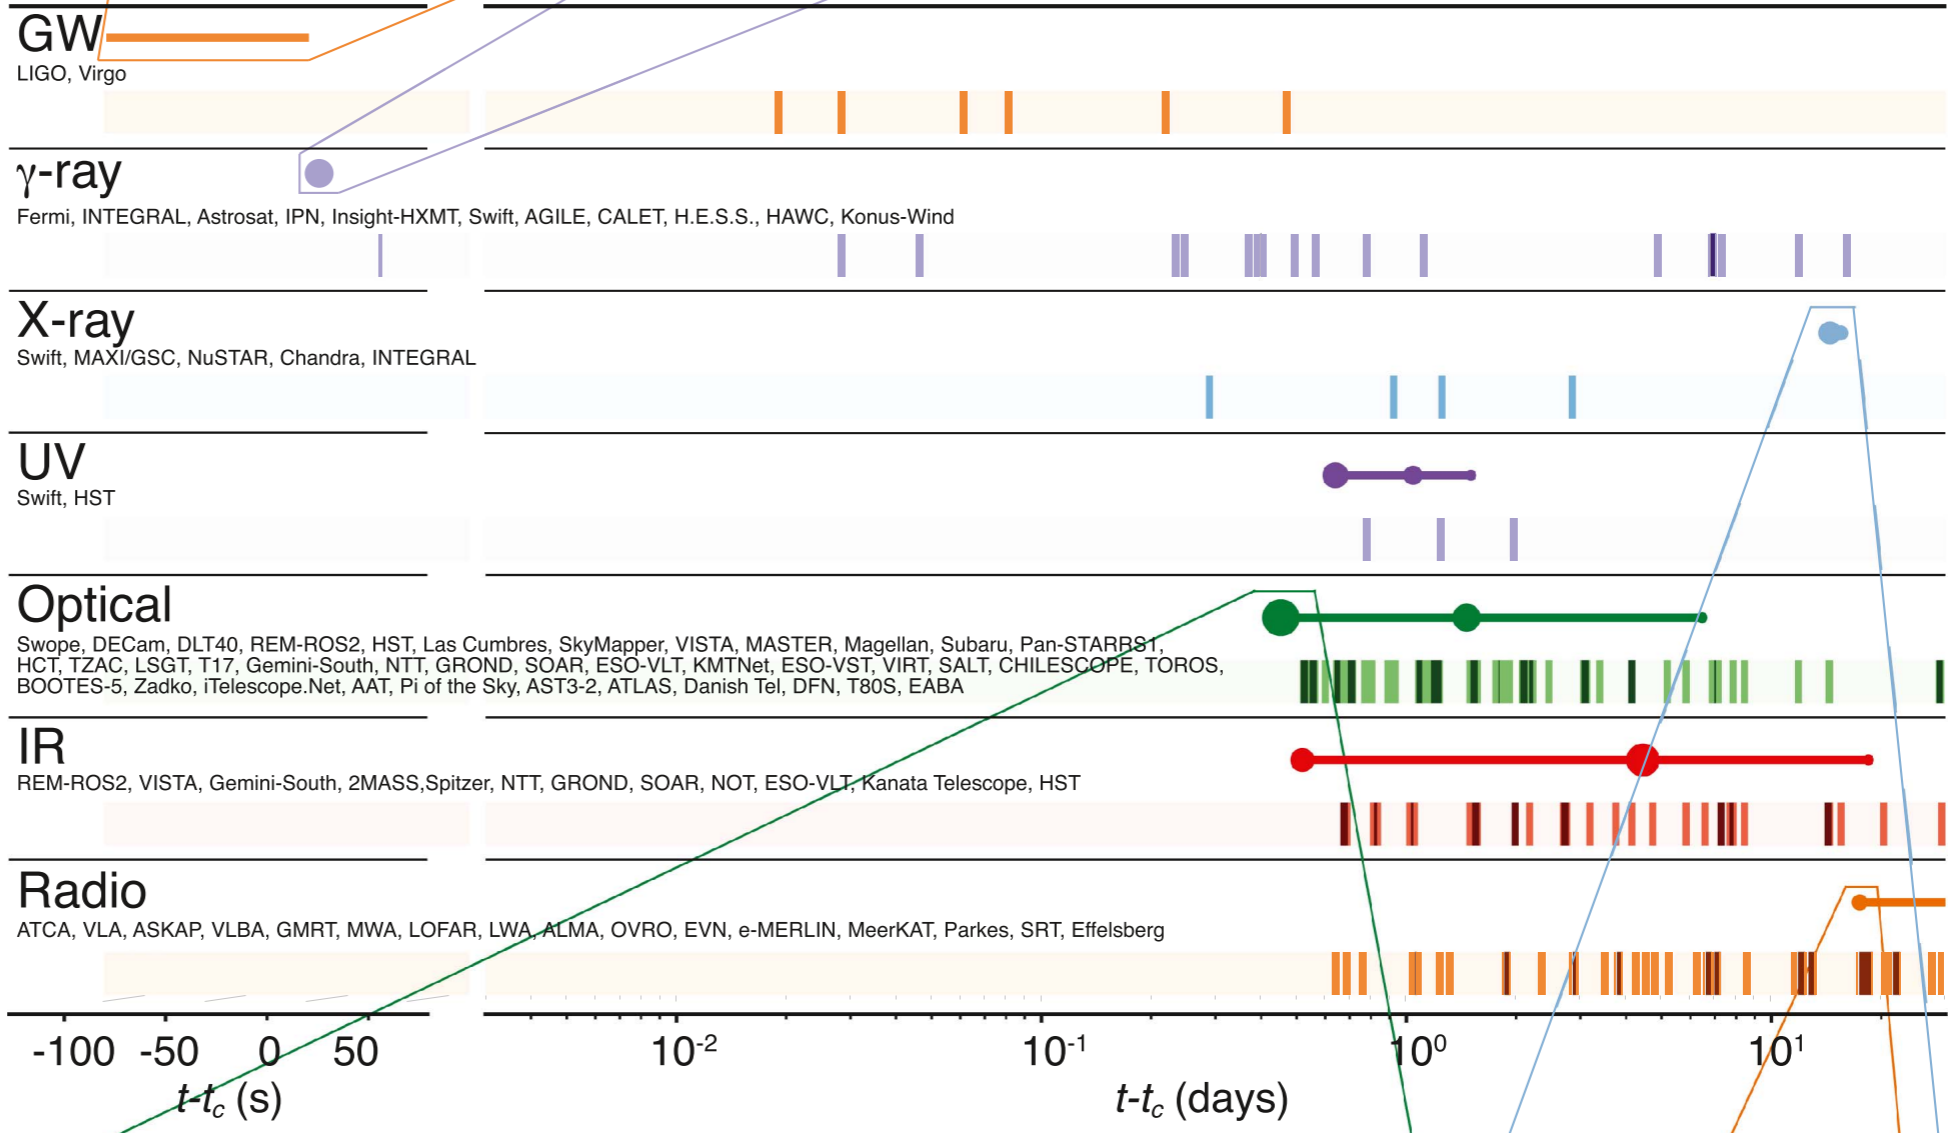 GW
LIGO, Virgo
γ-ray
Fermi, INTEGRAL, Astrosat, IPN, Insight-HXMT, Swift, AGILE, CALET, H.E.S.S., HAWC, Konus-Wind
X-ray
Swift, MAXI/GSC, NuSTAR, Chandra, INTEGRAL
UV
Swift, HST
Optical
Swope, DECam, DLT40, REM-ROS2, HST, Las Cumbres, SkyMapper, VISTA, MASTER, Magellan, Subaru, Pan-STARRS1,
HCT, TZAC, LSGT, T17, Gemini-South, NTT, GROND, SOAR, ESO-VLT, KMTNet, ESO-VST, VIRT, SALT, CHILESCOPE, TOROS,
BOOTES-5, Zadko, iTelescope.Net, AAT, Pi of the Sky, AST3-2, ATLAS, Danish Tel, DFN, T80S, EABA
IR
REM-ROS2, VISTA, Gemini-South, 2MASS,Spitzer, NTT, GROND, SOAR, NOT, ESO-VLT, Kanata Telescope, HST
Radio
ATCA, VLA, ASKAP, VLBA, GMRT, MWA, LOFAR, LWA, ALMA, OVRO, EVN, e-MERLIN, MeerKAT, Parkes, SRT, Effelsberg
-100 -50 0 50 10⁻² 10⁻¹ 10⁰ 10¹
t-t_c (s) t-t_c (days)